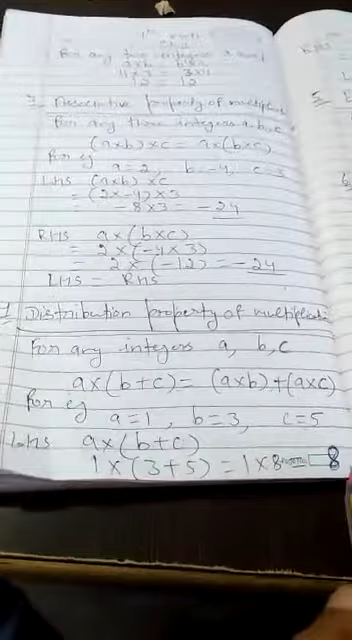 For any two integers a and
a x b = b x a
4 x 3 = 3 x 4
12 = 12
3. Associative property of multiplicat
For any three integers a, b, c
(a x b) x c = a x (b x c)
For eg a = 2, b = -4, c = 3
LHS (a x b) x c
= (2 x -4) x 3
= -8 x 3 = -24
RHS a x (b x c)
= 2 x (-4 x 3)
= 2 x (-12) = -24
LHS = RHS
Distribution property of multiplicati
For any integers a, b, c
a x (b + c) = (a x b) + (a x c)
For eg a = 1, b = 3, c = 5
LHS a x (b + c)
1 x (3 + 5) = 1 x 8 = 8
RHS